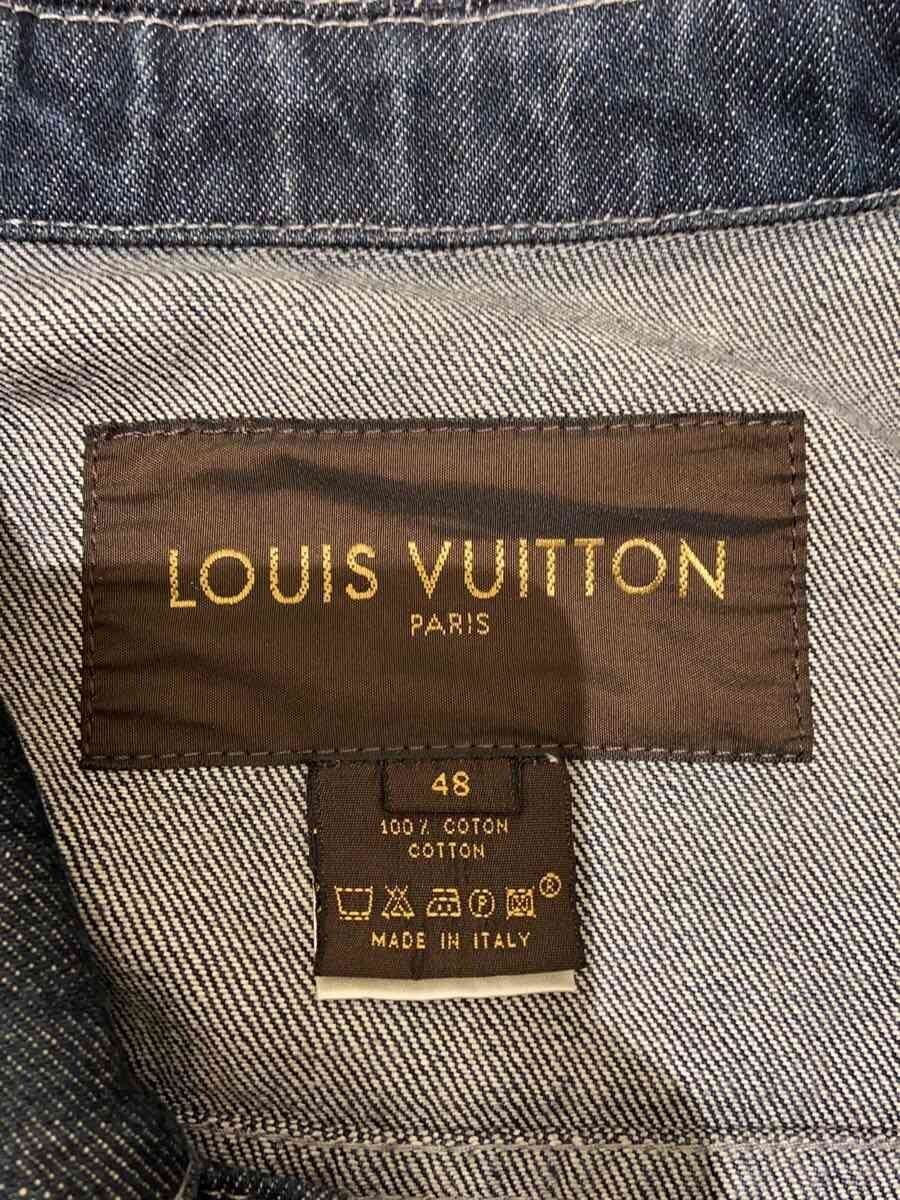 LOUIS VUITTON
PARIS
48
100% COTON
COTTON
P ®
MADE IN ITALY